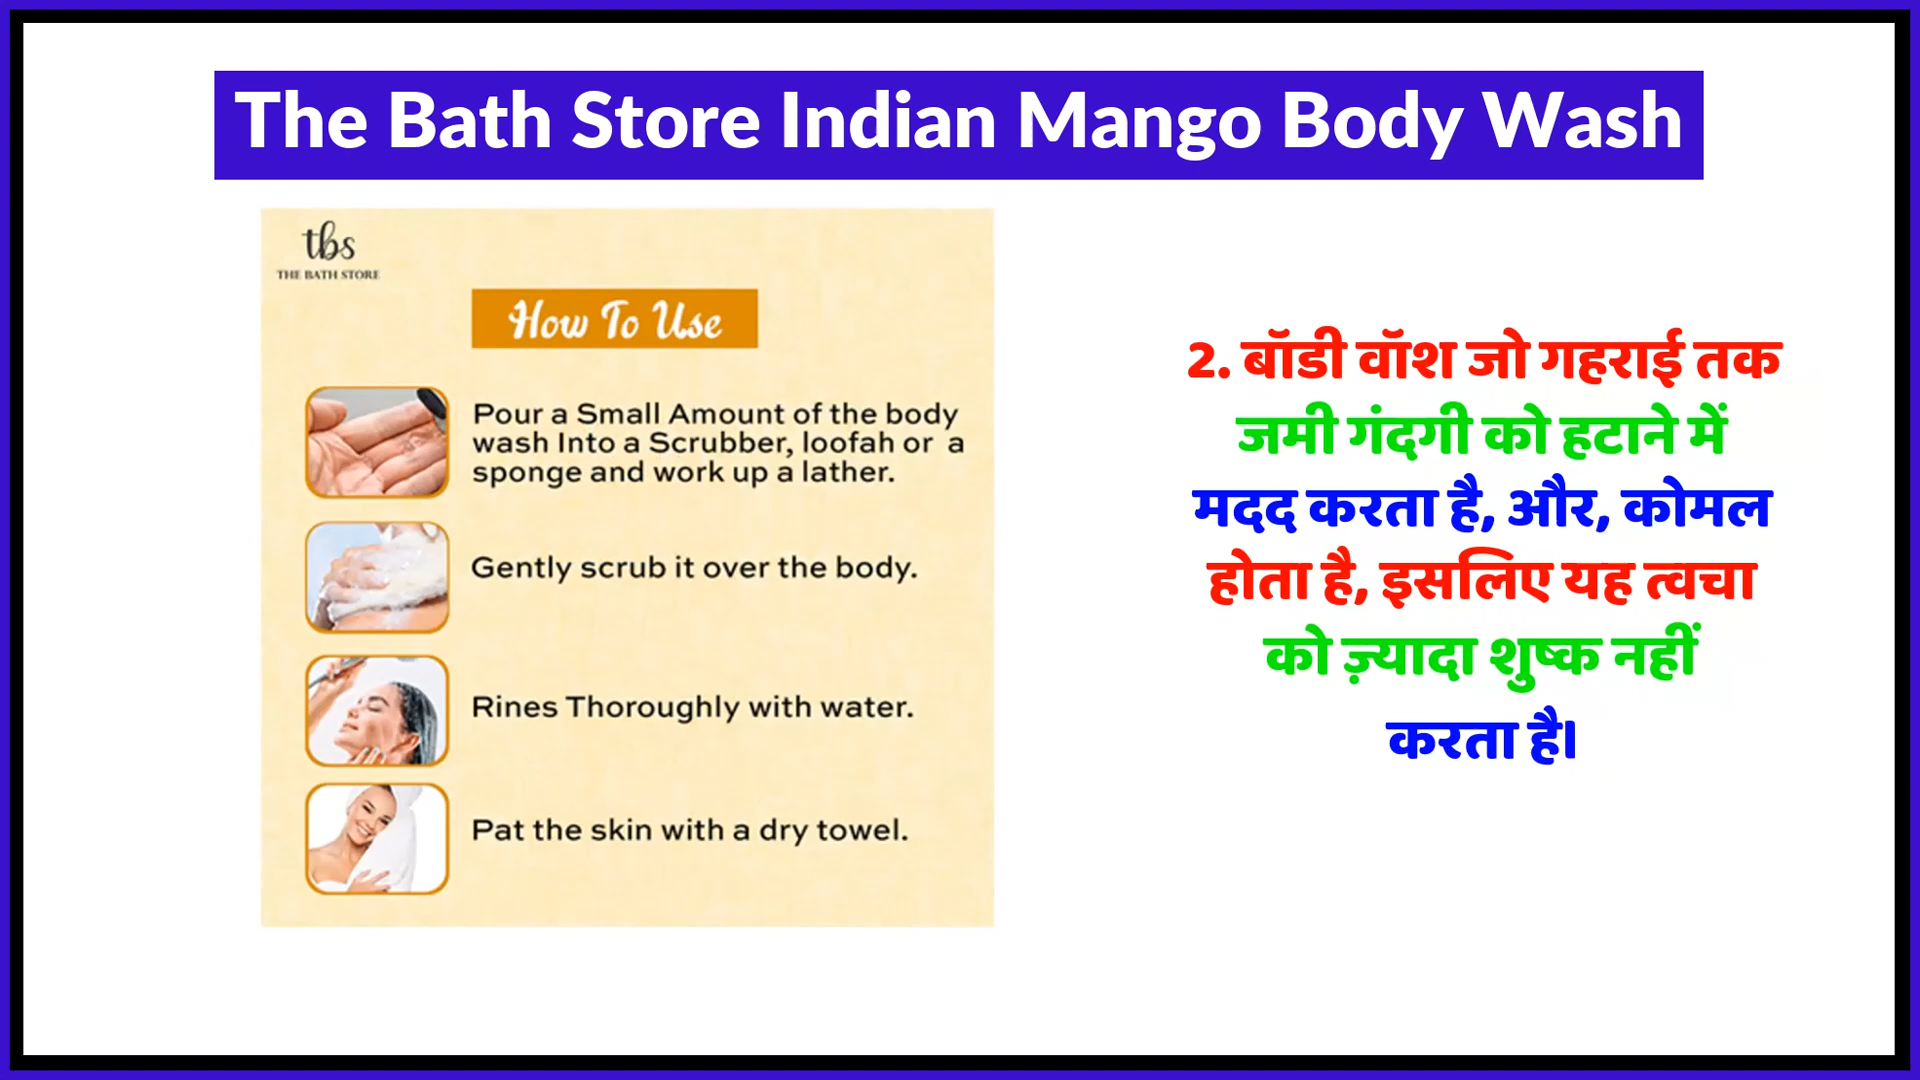 The Bath Store Indian Mango Body Wash
tbs
THE BATH STORE
How To Use
Pour a Small Amount of the body
wash Into a Scrubber, loofah or a
sponge and work up a lather.
Gently scrub it over the body.
Rines Thoroughly with water.
Pat the skin with a dry towel.
2. बॉडी वॉश जो गहराई तक
जमी गंदगी को हटाने में
मदद करता है, और, कोमल
होता है, इसलिए यह त्वचा
को ज़्यादा शुष्क नहीं
करता है।